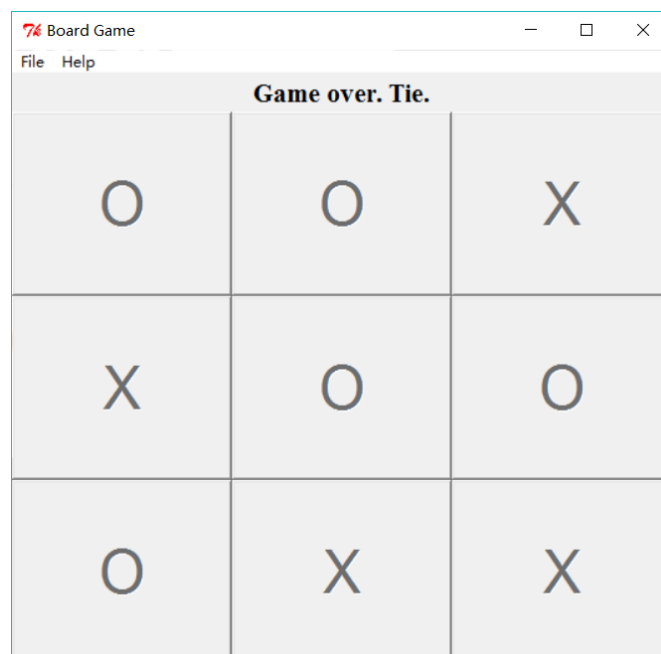 Board Game
File Help
Game over. Tie.
O O X
X O O
O X X